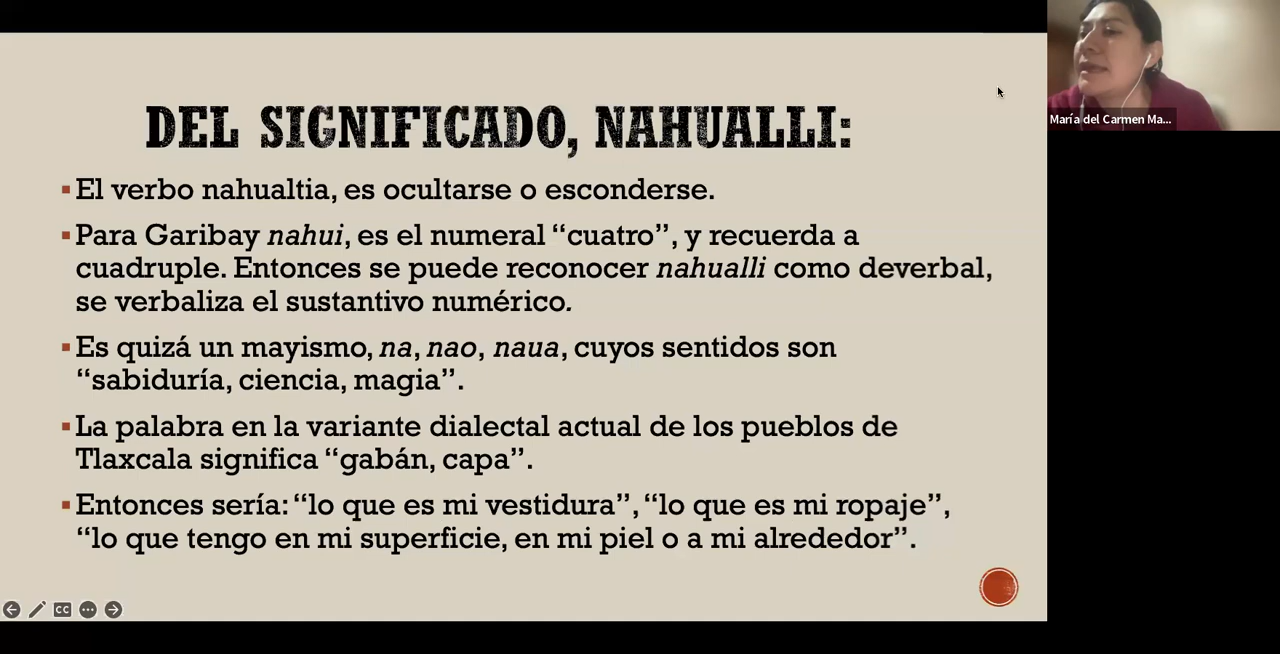 DEL SIGNIFICADO, NAHUALLI:
▪El verbo nahualtia, es ocultarse o esconderse.
▪Para Garibay nahui, es el numeral “cuatro”, y recuerda a
cuadruple. Entonces se puede reconocer nahualli como deverbal,
se verbaliza el sustantivo numérico.
▪Es quizá un mayismo, na, nao, naua, cuyos sentidos son
“sabiduría, ciencia, magia”.
▪La palabra en la variante dialectal actual de los pueblos de
Tlaxcala significa “gabán, capa”.
▪Entonces sería: “lo que es mi vestidura”, “lo que es mi ropaje”,
“lo que tengo en mi superficie, en mi piel o a mi alrededor”.
María del Carmen Ma...
CC